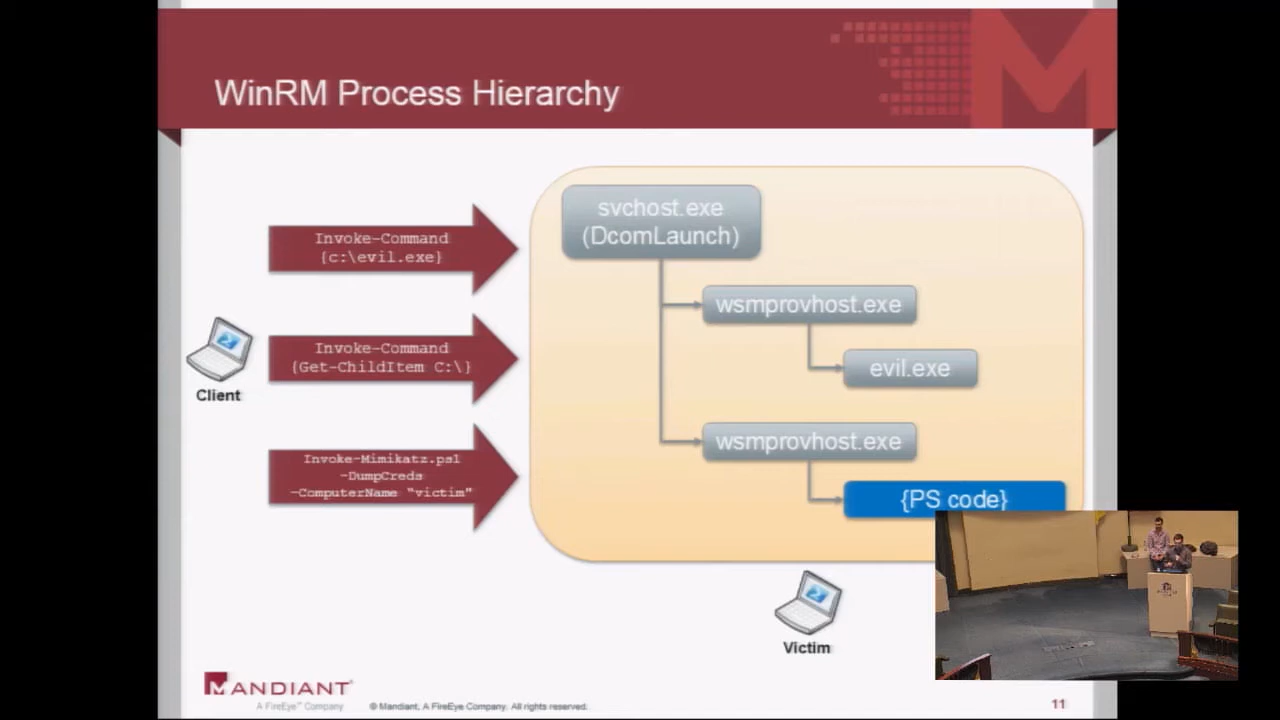 WinRM Process Hierarchy
Invoke-Command
{c:\evil.exe}
Invoke-Command
{Get-ChildItem C:\}
Invoke-Mimikatz.ps1
-DumpCreds
-ComputerName “victim”
Client
svchost.exe
(DcomLaunch)
wsmprovhost.exe
evil.exe
wsmprovhost.exe
{PS code}
Victim
MANDIANT®
A FireEye™ Company
© Mandiant, A FireEye Company. All rights reserved.
11